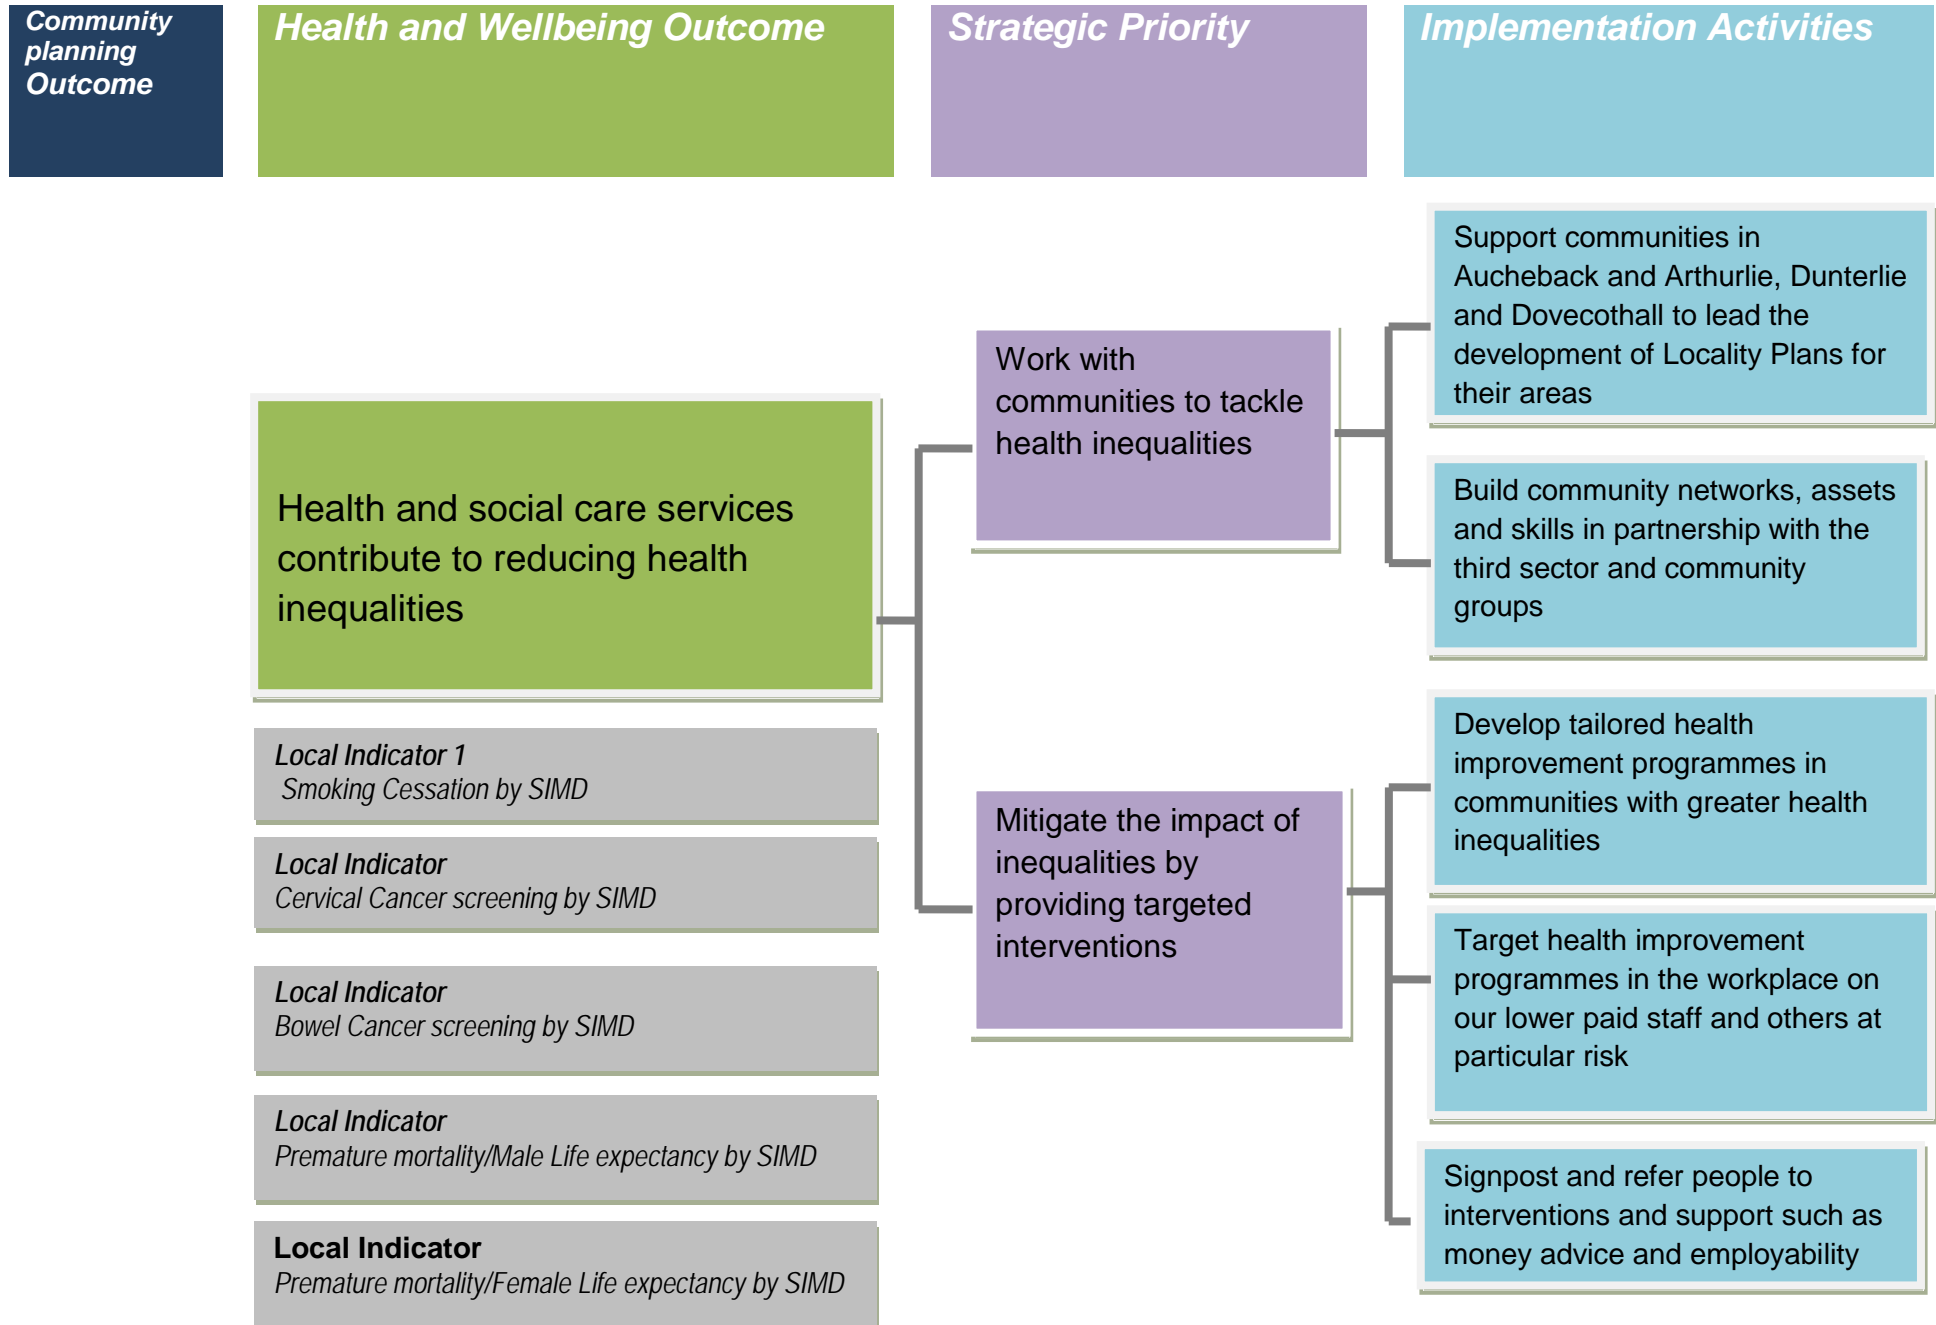 Community
planning
Outcome
Health and Wellbeing Outcome
Strategic Priority
Implementation Activities
Health and social care services
contribute to reducing health
inequalities
Local Indicator 1
Smoking Cessation by SIMD
Local Indicator
Cervical Cancer screening by SIMD
Local Indicator
Bowel Cancer screening by SIMD
Local Indicator
Premature mortality/Male Life expectancy by SIMD
Local Indicator
Premature mortality/Female Life expectancy by SIMD
Work with
communities to tackle
health inequalities
Mitigate the impact of
inequalities by
providing targeted
interventions
Support communities in
Aucheback and Arthurlie, Dunterlie
and Dovecothall to lead the
development of Locality Plans for
their areas
Build community networks, assets
and skills in partnership with the
third sector and community
groups
Develop tailored health
improvement programmes in
communities with greater health
inequalities
Target health improvement
programmes in the workplace on
our lower paid staff and others at
particular risk
Signpost and refer people to
interventions and support such as
money advice and employability